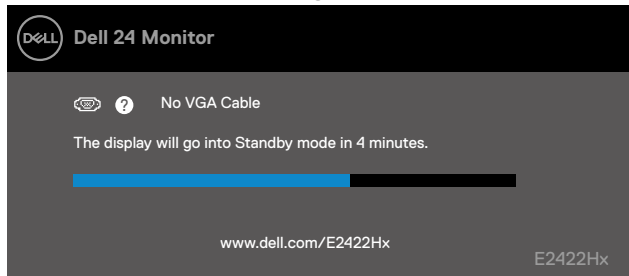 DELL
Dell 24 Monitor
? No VGA Cable
The display will go into Standby mode in 4 minutes.
www.dell.com/E2422Hx
E2422Hx